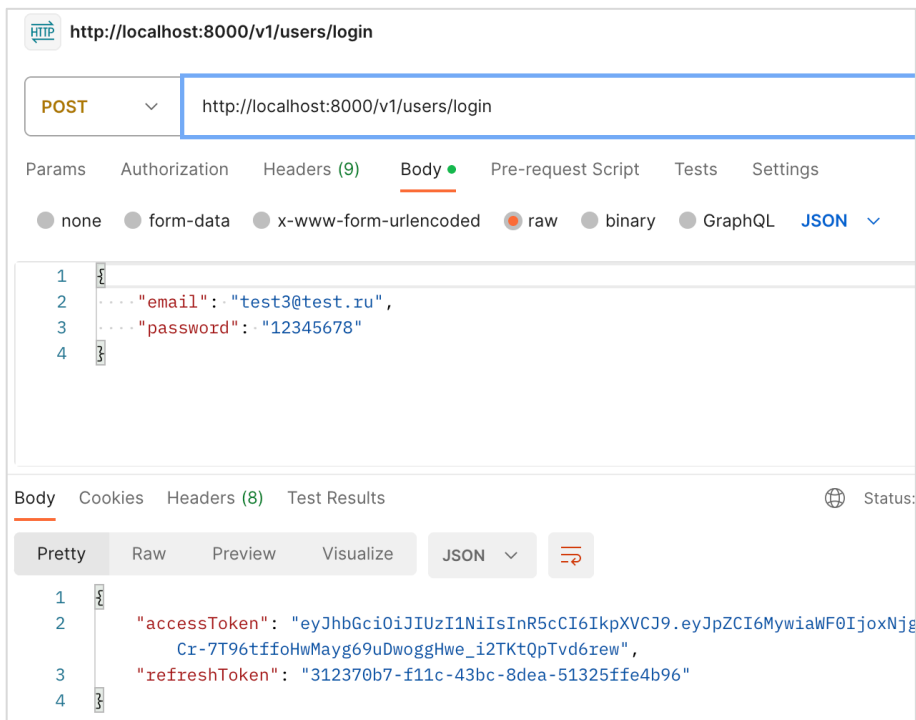 HTTP http://localhost:8000/v1/users/login
POST http://localhost:8000/v1/users/login
Params Authorization Headers (9) Body Pre-request Script Tests Settings
none form-data x-www-form-urlencoded raw binary GraphQL JSON
1 {
2 "email": "test3@test.ru",
3 "password": "12345678"
4 }
Body Cookies Headers (8) Test Results Status:
Pretty Raw Preview Visualize JSON
1 {
2 "accessToken": "eyJhbGciOiJIUzI1NiIsInR5cCI6IkpXVCJ9.eyJpZCI6MywiaWF0IjoxNjg
Cr-7T96tffoHwMayg69uDwoggHwe_i2TKtQpTvd6rew",
3 "refreshToken": "312370b7-f11c-43bc-8dea-51325ffe4b96"
4 }